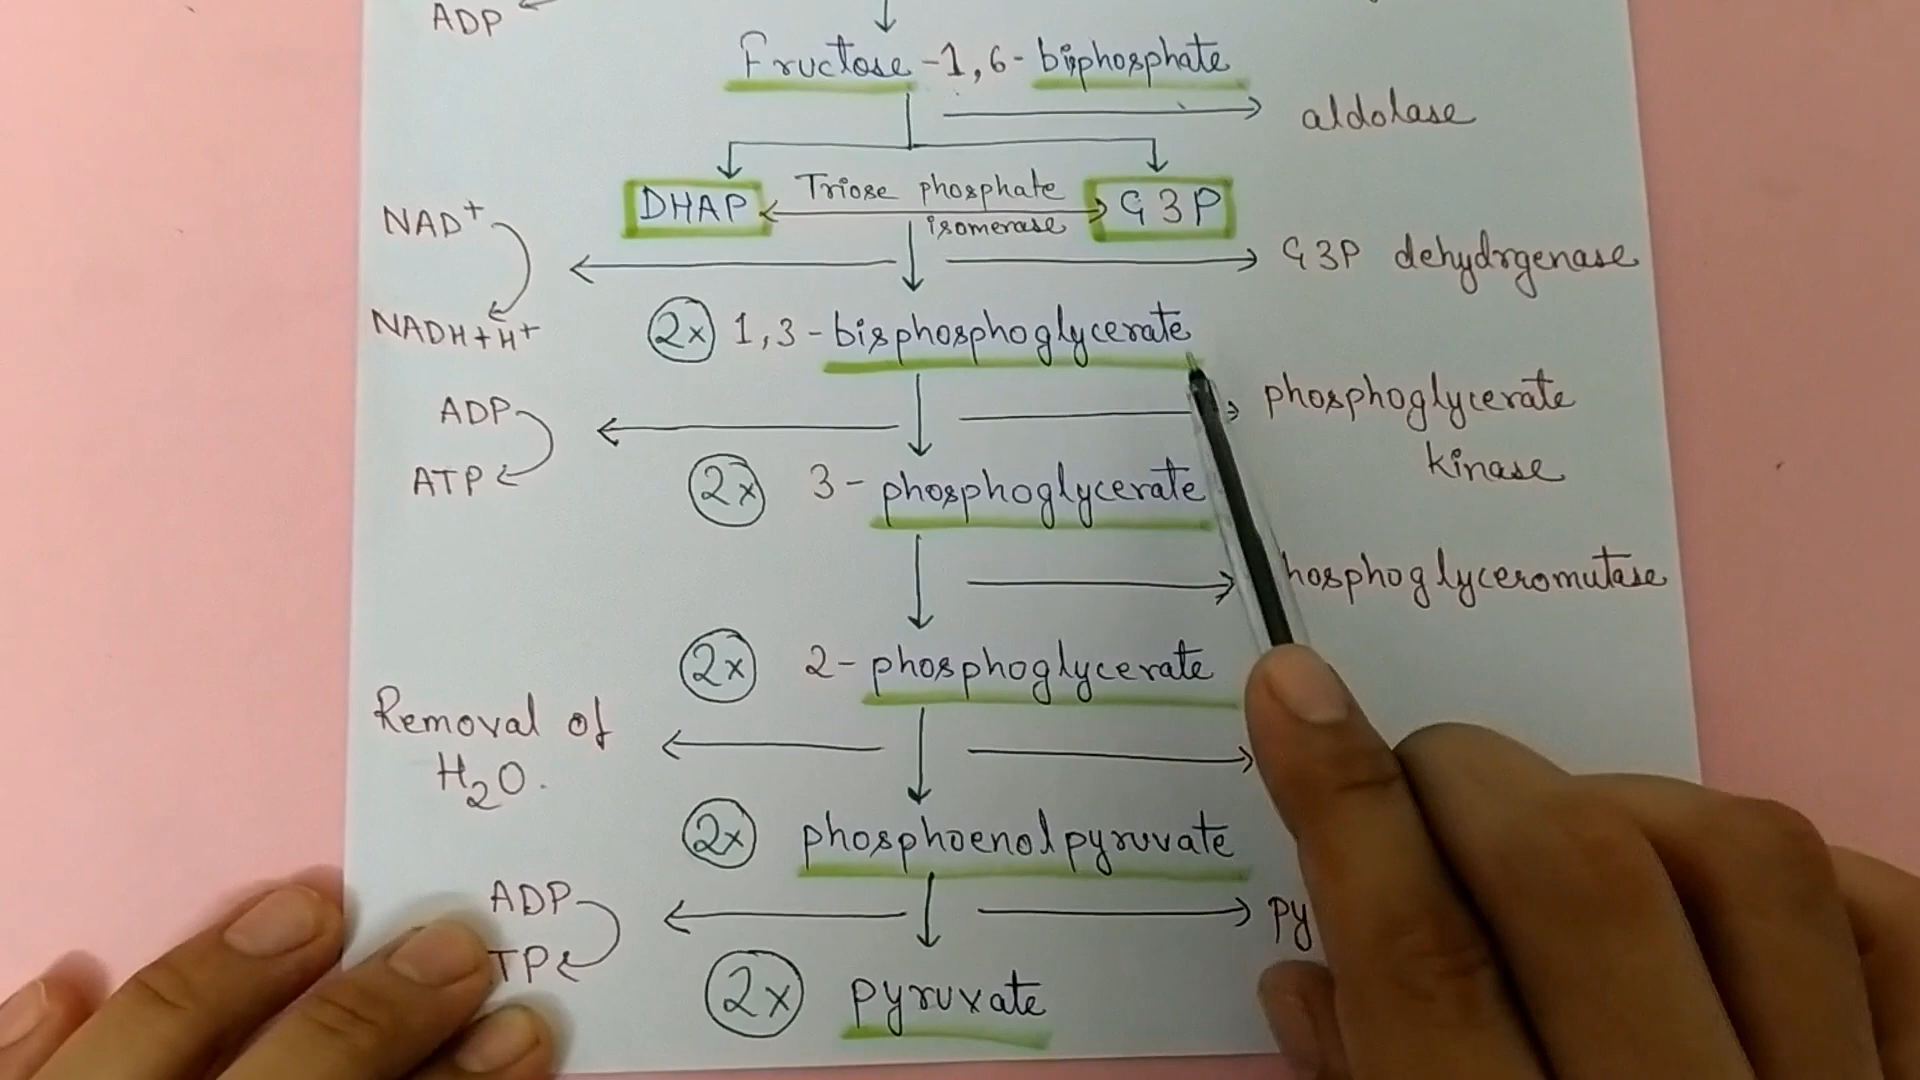 ADP
Fructose-1,6-bisphosphate
aldolase
DHAP
Triose phosphate
isomerase
G3P
NAD+
NADH+H+
G3P dehydrgenase
2x 1,3-bisphosphoglycerate
ADP
ATP
phosphoglycerate
kinase
2x 3-phosphoglycerate
hosphoglyceromutase
2x 2-phosphoglycerate
Removal of
H2O.
2x phosphoenolpyruvate
ADP
TP
py
2x pyruvate